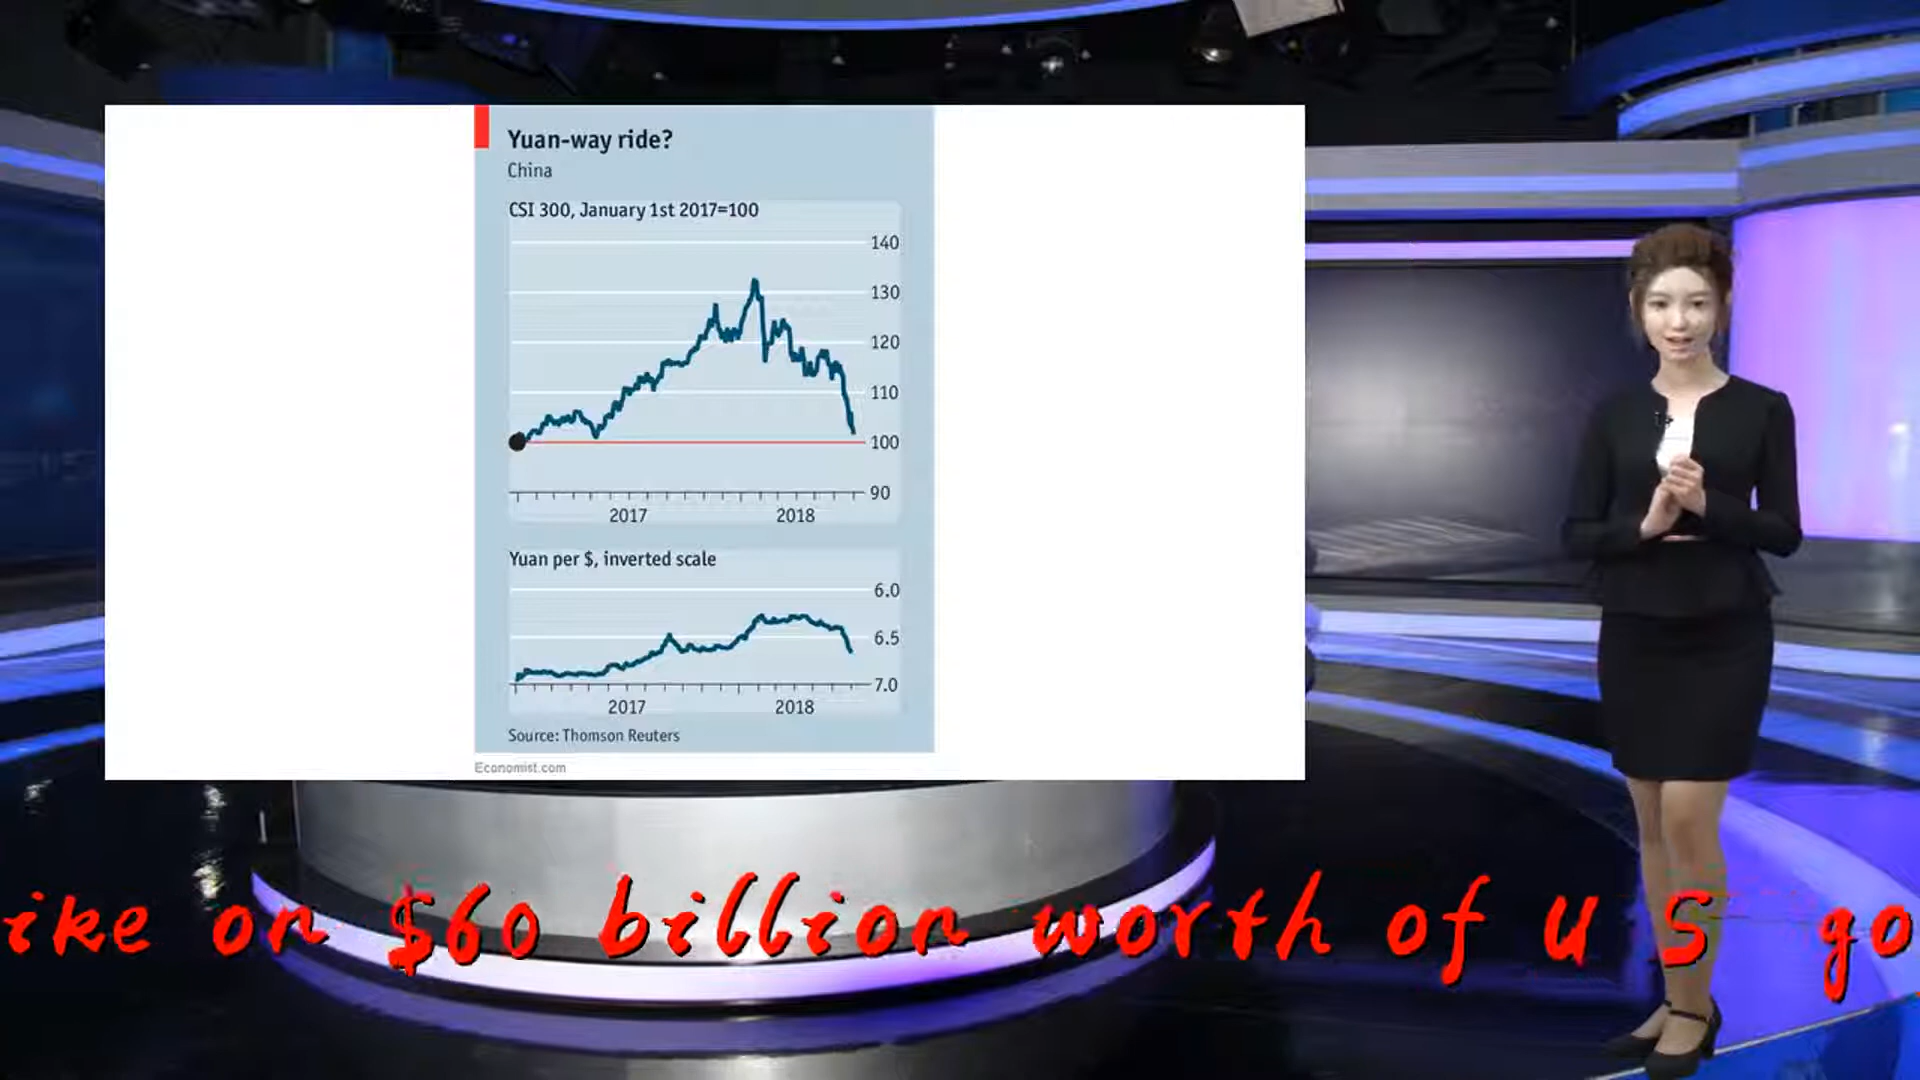 Yuan-way ride?
China
CSI 300, January 1st 2017=100
140
130
120
110
100
90
2017 2018
Yuan per $, inverted scale
6.0
6.5
7.0
2017 2018
Source: Thomson Reuters
Economist.com
ike on $60 billion worth of U S go